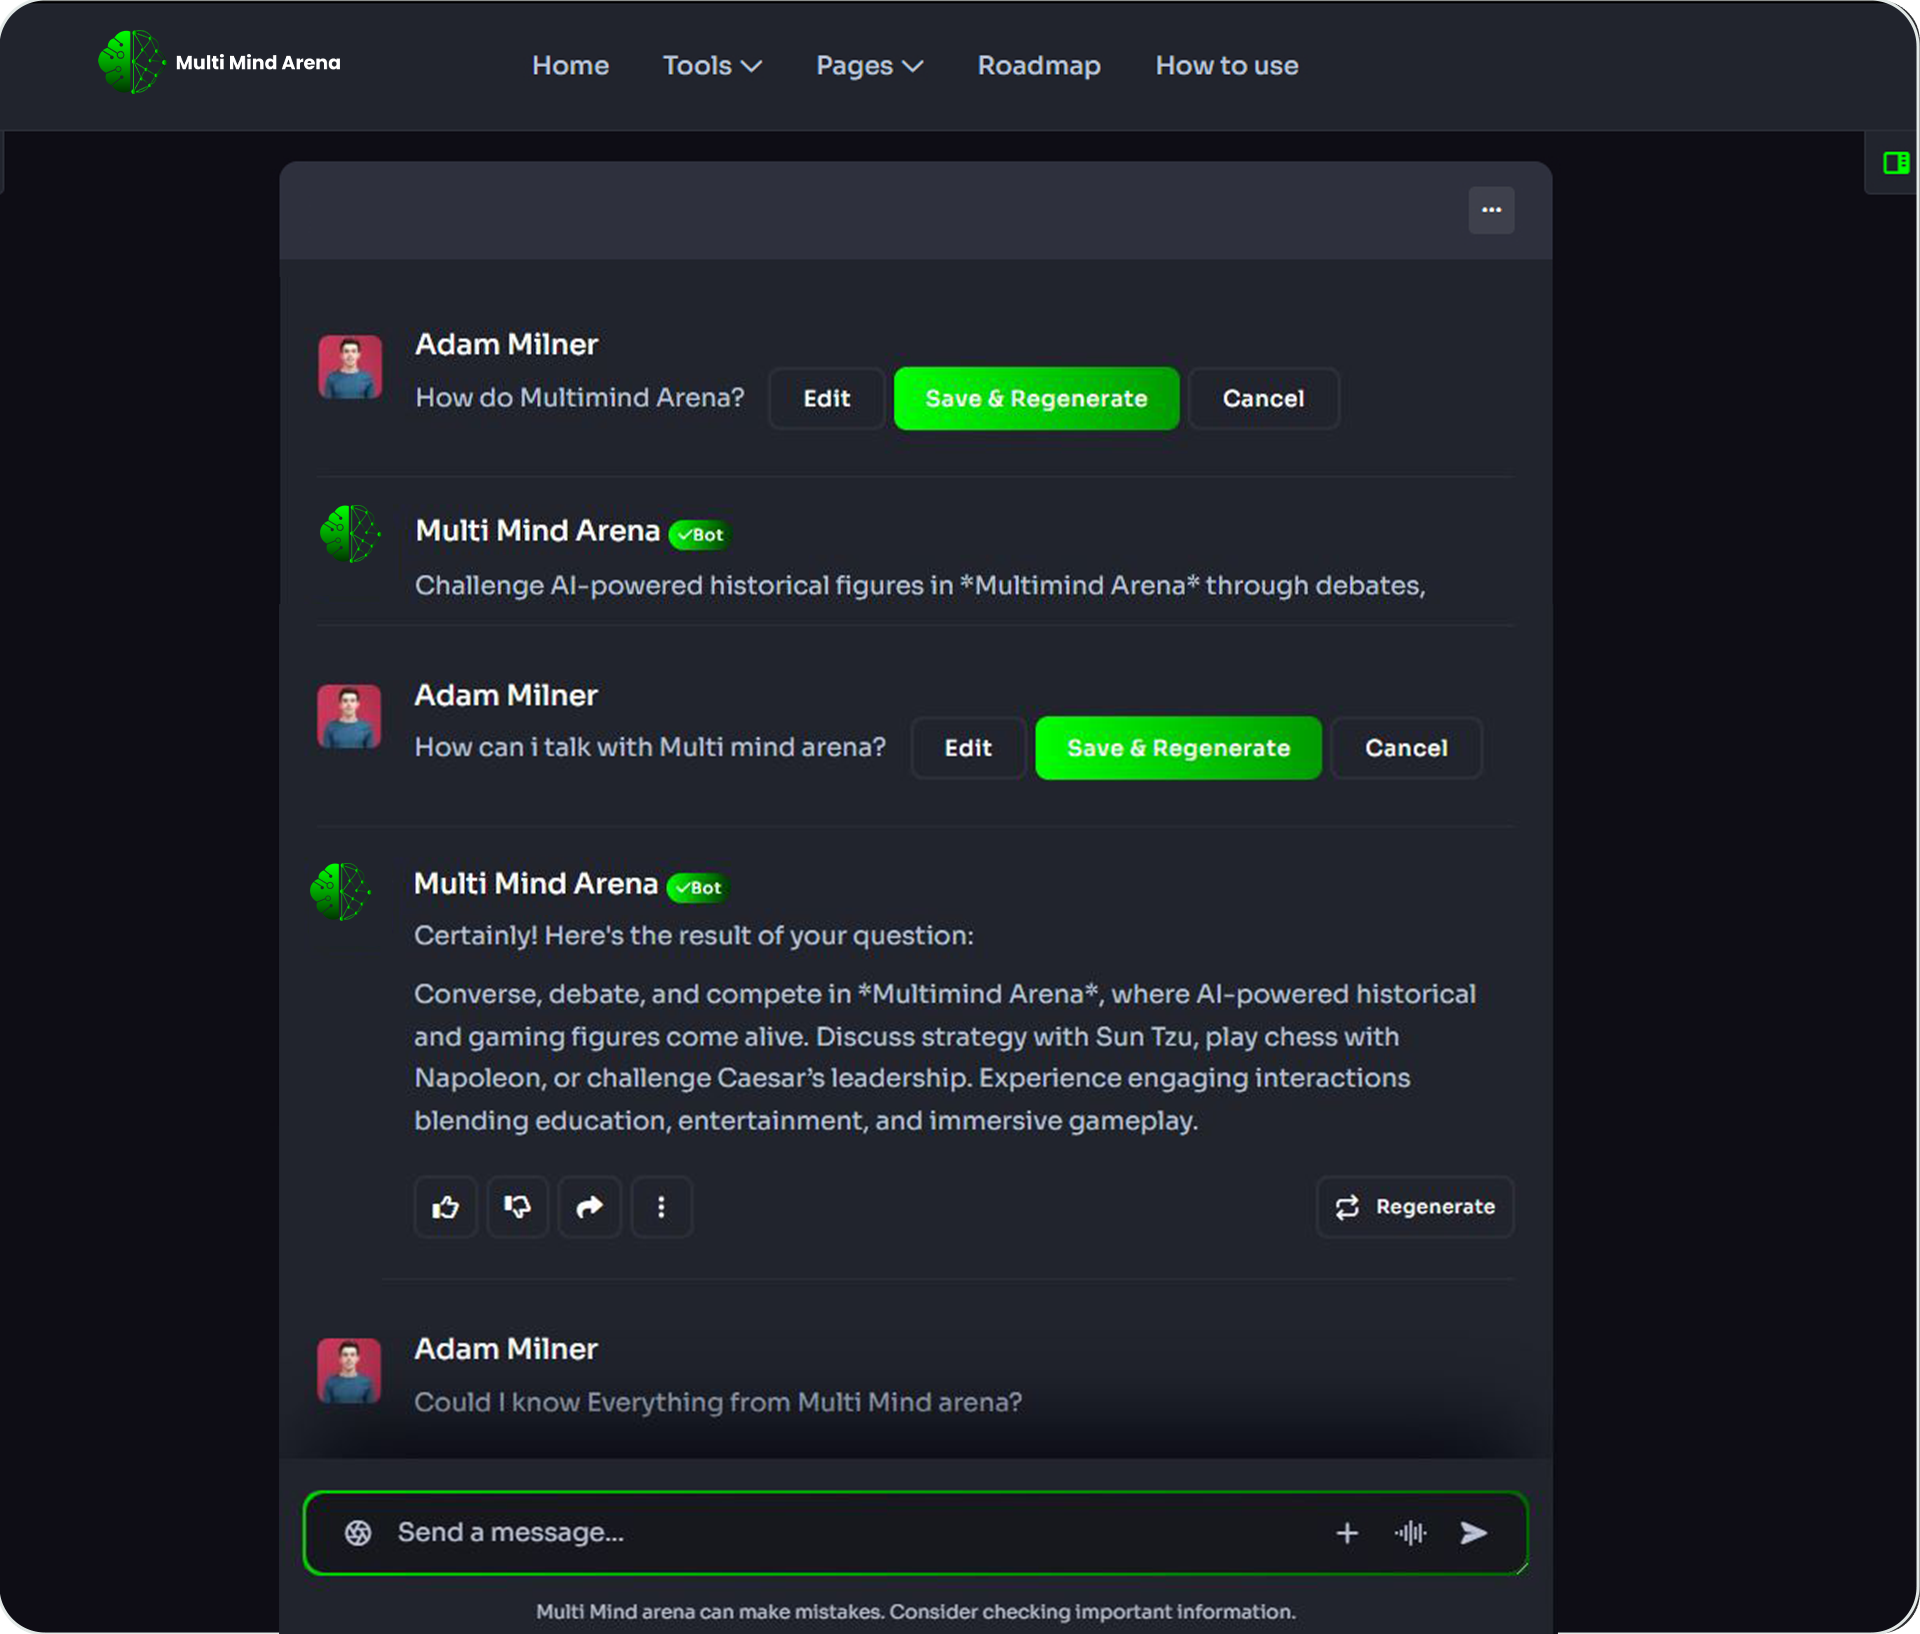 Multi Mind Arena
Home Tools Pages Roadmap How to use
Adam Milner
How do Multimind Arena? Edit Save & Regenerate Cancel
Multi Mind Arena Bot
Challenge AI-powered historical figures in *Multimind Arena* through debates,
Adam Milner
How can i talk with Multi mind arena? Edit Save & Regenerate Cancel
Multi Mind Arena Bot
Certainly! Here's the result of your question:
Converse, debate, and compete in *Multimind Arena*, where AI-powered historical
and gaming figures come alive. Discuss strategy with Sun Tzu, play chess with
Napoleon, or challenge Caesar’s leadership. Experience engaging interactions
blending education, entertainment, and immersive gameplay.
Regenerate
Adam Milner
Could I know Everything from Multi Mind arena?
Send a message...
Multi Mind arena can make mistakes. Consider checking important information.